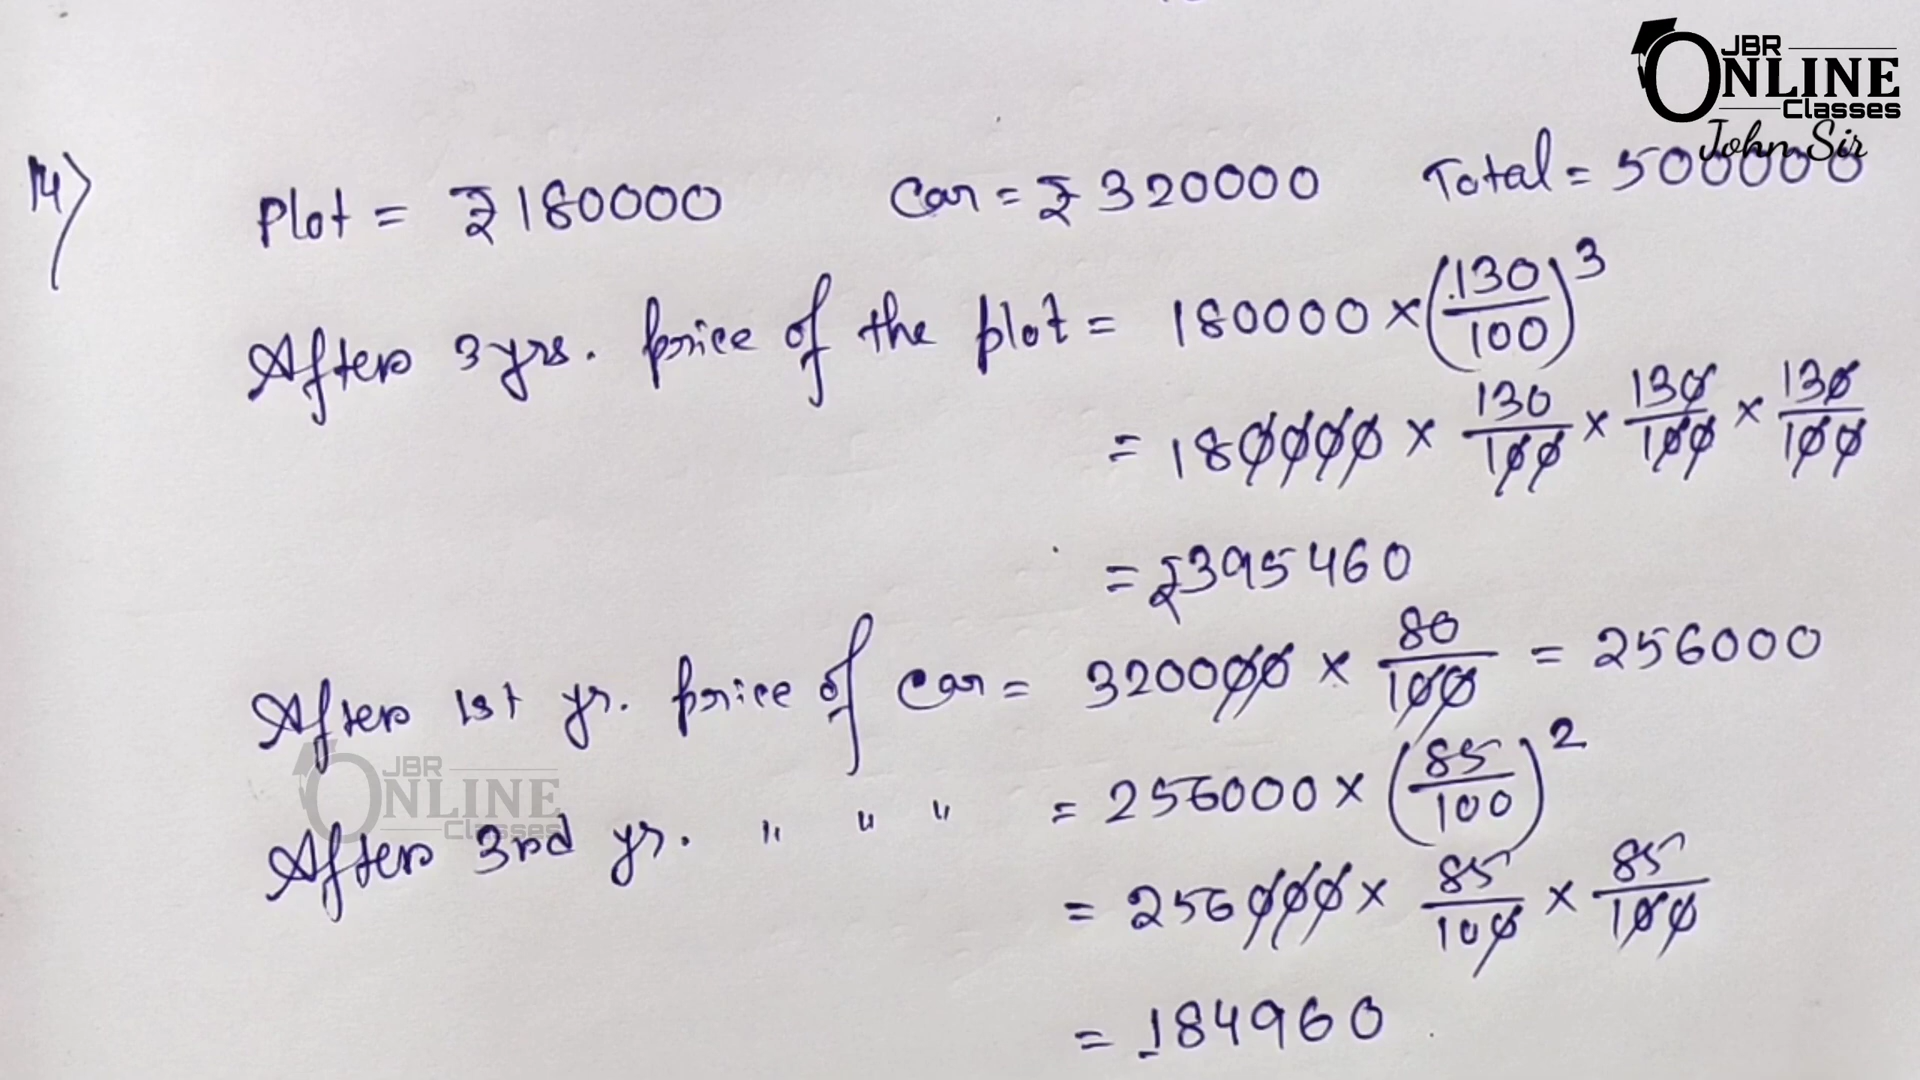 JBR
ONLINE
Classes
John Sir
14)
Plot = ₹180000 Car = ₹320000 Total = 500000
After 3 yrs. price of the plot = 180000 × (130/100)³
= 180000 × 130/100 × 130/100 × 130/100
= ₹395460
After 1st yr. price of car = 320000 × 80/100 = 256000
JBR
ONLINE
Classes
After 3rd yr. " " " = 256000 × (85/100)²
= 256000 × 85/100 × 85/100
= 184960